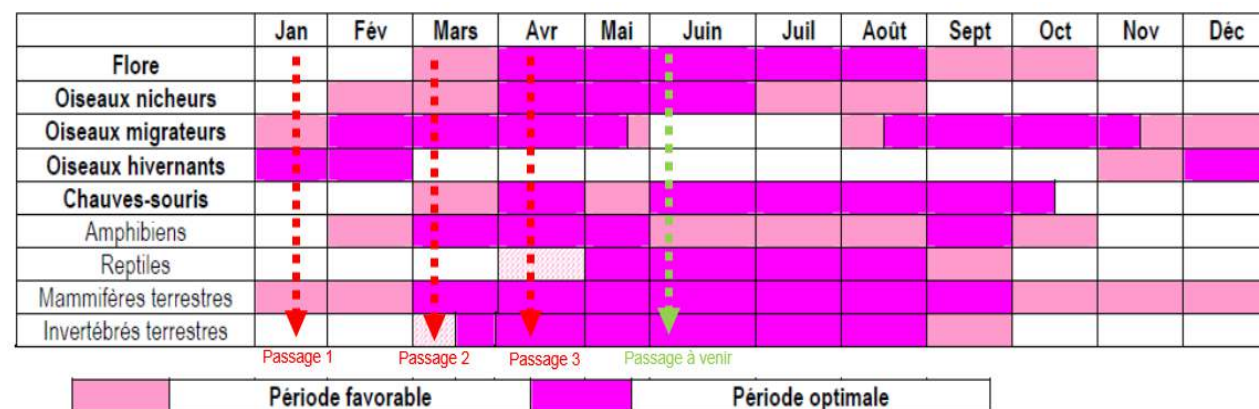 Jan Fév Mars Avr Mai Juin Juil Août Sept Oct Nov Déc
Flore
Oiseaux nicheurs
Oiseaux migrateurs
Oiseaux hivernants
Chauves-souris
Amphibiens
Reptiles
Mammifères terrestres
Invertébrés terrestres
Passage 1 Passage 2 Passage 3 Passage à venir
Période favorable Période optimale